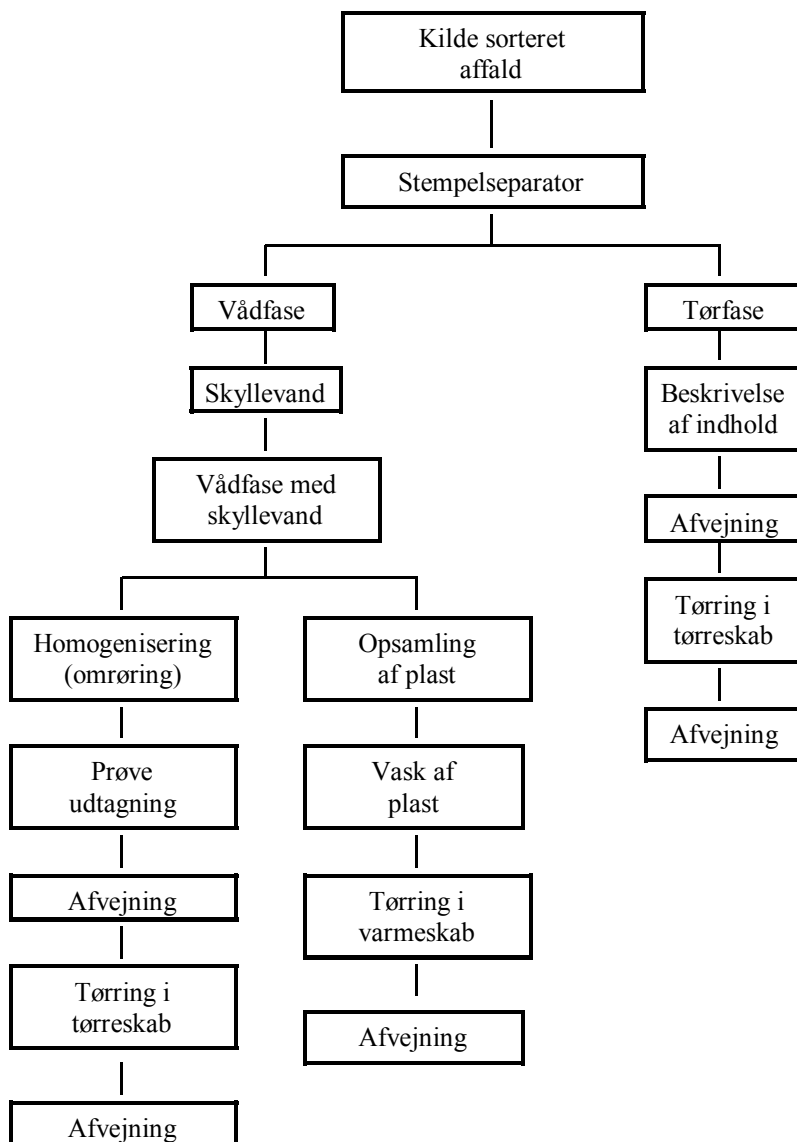 Kilde sorteret
affald
Stempelseparator
Vådfase
Tørfase
Skyllevand
Beskrivelse
af indhold
Vådfase med
skyllevand
Afvejning
Tørring i
tørreskab
Afvejning
Homogenisering
(omrøring)
Opsamling
af plast
Prøve
udtagning
Vask af
plast
Afvejning
Tørring i
varmeskab
Tørring i
tørreskab
Afvejning
Afvejning